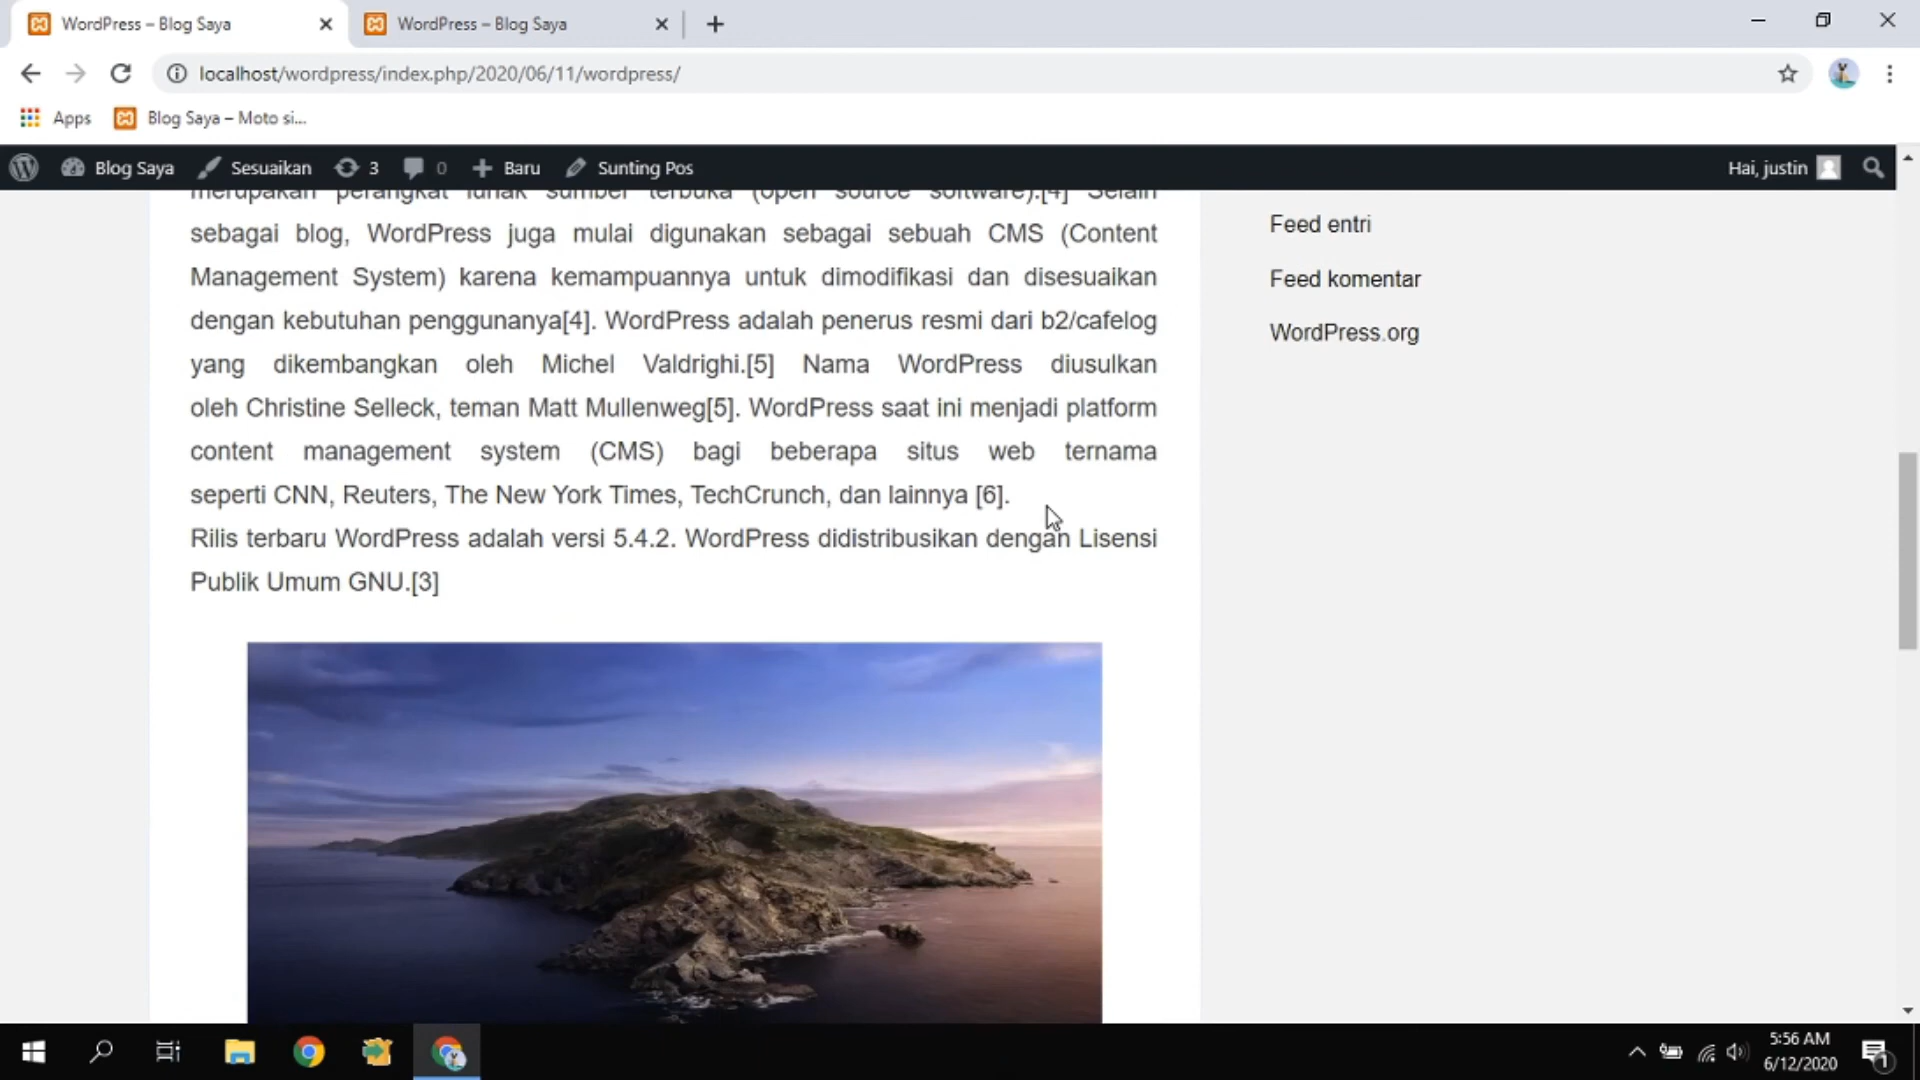 WordPress – Blog Saya
WordPress – Blog Saya
localhost/wordpress/index.php/2020/06/11/wordpress/
Apps
Blog Saya – Moto si...
Blog Saya
Sesuaikan
3
0
Baru
Sunting Pos
Hai, justin
merupakan perangkat lunak sumber terbuka (open source software).[4] Selain
sebagai blog, WordPress juga mulai digunakan sebagai sebuah CMS (Content
Management System) karena kemampuannya untuk dimodifikasi dan disesuaikan
dengan kebutuhan penggunanya[4]. WordPress adalah penerus resmi dari b2/cafelog
yang dikembangkan oleh Michel Valdrighi.[5] Nama WordPress diusulkan
oleh Christine Selleck, teman Matt Mullenweg[5]. WordPress saat ini menjadi platform
content management system (CMS) bagi beberapa situs web ternama
seperti CNN, Reuters, The New York Times, TechCrunch, dan lainnya [6].
Rilis terbaru WordPress adalah versi 5.4.2. WordPress didistribusikan dengan Lisensi
Publik Umum GNU.[3]
Feed entri
Feed komentar
WordPress.org
5:56 AM
6/12/2020
1